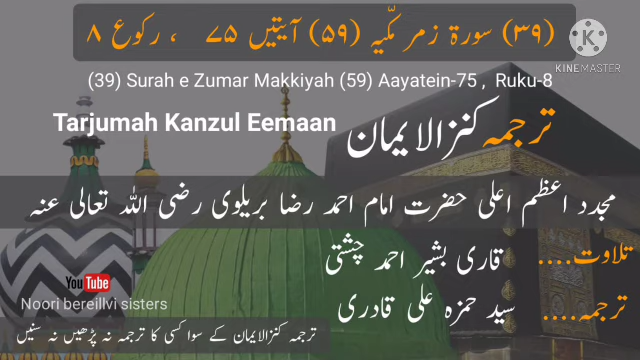 (۳۹) سورۃ زمر مکّیہ (۵۹) آیتیں ۷۵ ، رکوع ۸
KINEMASTER
(39) Surah e Zumar Makkiyah (59) Aayatein-75 , Ruku-8
Tarjumah Kanzul Eemaan ترجمہ کنزالایمان
مجدد اعظم اعلی حضرت امام احمد رضا بریلوی رضی اللہ تعالی عنہ
تلاوت.... قاری بشیر احمد چشتی
YouTube
Noori bereillvi sisters
ترجمہ.... سید حمزہ علی قادری
ترجمہ کنزالایمان کے سوا کسی کا ترجمہ نہ پڑھیں نہ سنیں